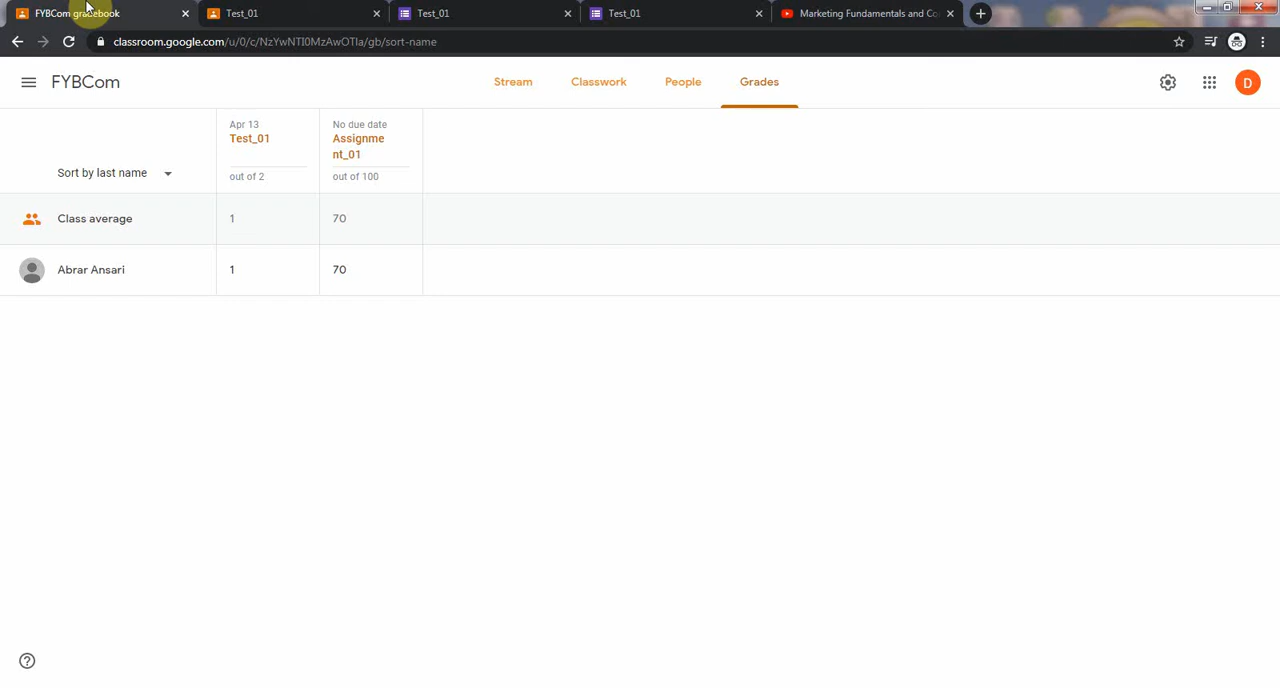 FYBCom gradebook
Test_01
Test_01
Test_01
Marketing Fundamentals and Co
classroom.google.com/u/0/c/NzYwNTI0MzAwOTIa/gb/sort-name
FYBCom
Stream
Classwork
People
Grades
D
Apr 13
Test_01
out of 2
No due date
Assignme
nt_01
out of 100
Sort by last name
Class average
1
70
Abrar Ansari
1
70